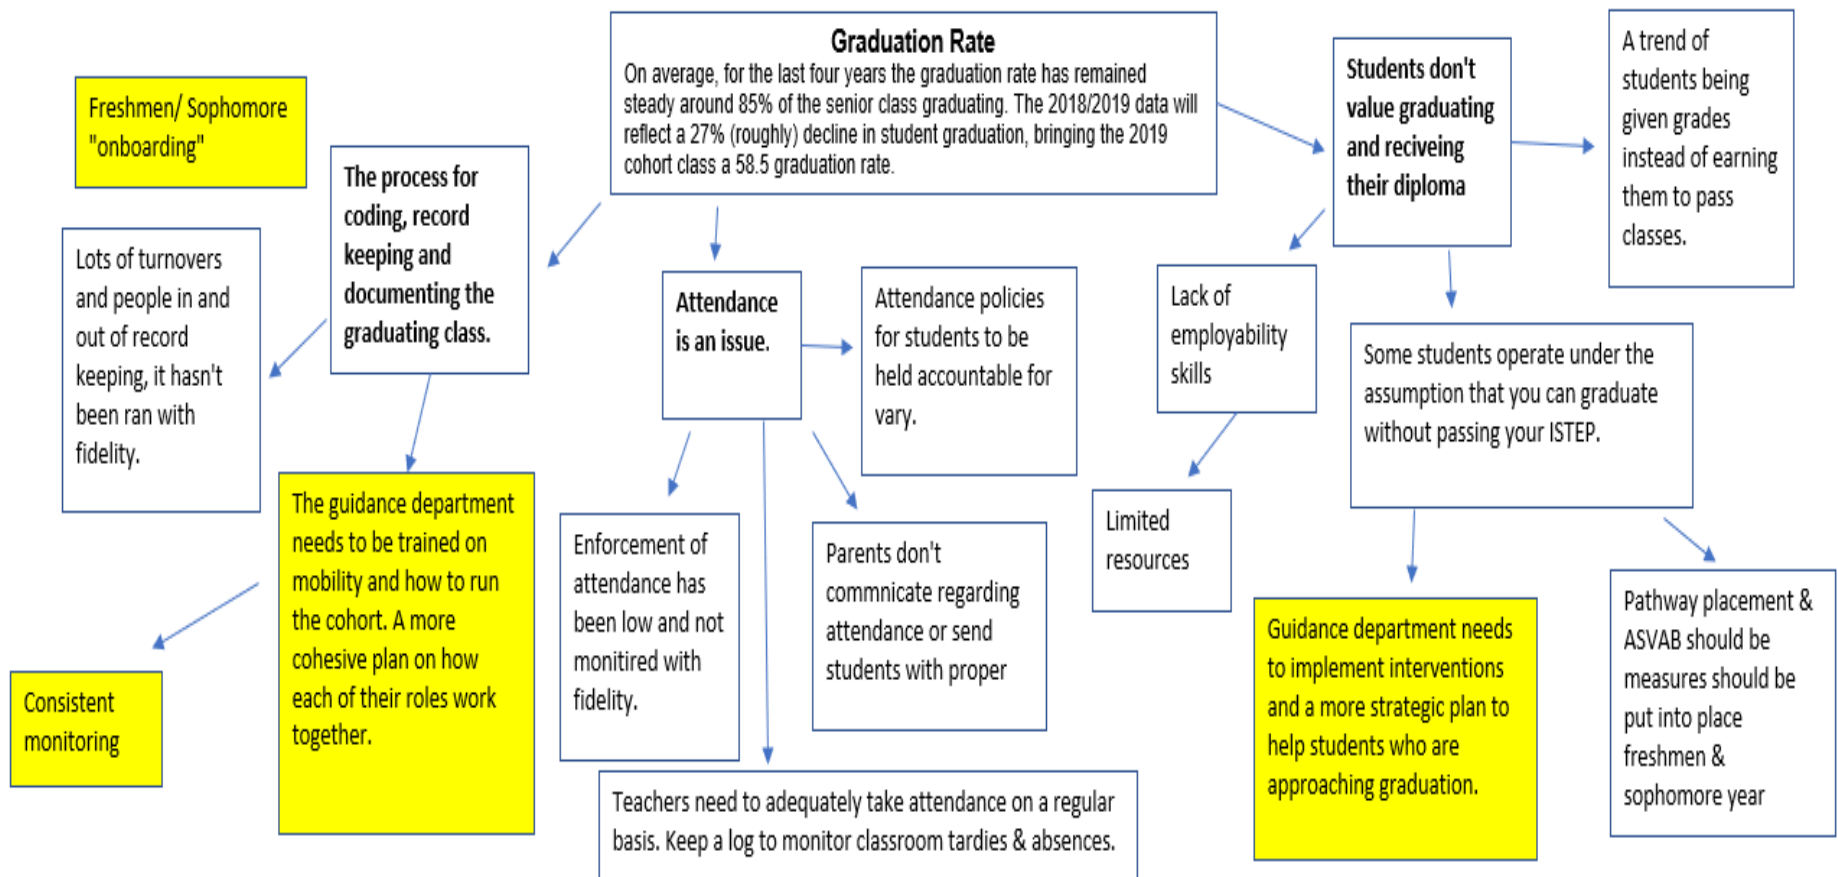 Graduation Rate
On average, for the last four years the graduation rate has remained
steady around 85% of the senior class graduating. The 2018/2019 data will
reflect a 27% (roughly) decline in student graduation, bringing the 2019
cohort class a 58.5 graduation rate.
Freshmen/ Sophomore
"onboarding"
The process for
coding, record
keeping and
documenting the
graduating class.
Lots of turnovers
and people in and
out of record
keeping, it hasn't
been ran with
fidelity.
The guidance department
needs to be trained on
mobility and how to run
the cohort. A more
cohesive plan on how
each of their roles work
together.
Consistent
monitoring
Attendance
is an issue.
Attendance policies
for students to be
held accountable for
vary.
Enforcement of
attendance has
been low and not
monitired with
fidelity.
Parents don't
commnicate regarding
attendance or send
students with proper
Teachers need to adequately take attendance on a regular
basis. Keep a log to monitor classroom tardies & absences.
Students don't
value graduating
and reciveing
their diploma
A trend of
students being
given grades
instead of earning
them to pass
classes.
Lack of
employability
skills
Limited
resources
Some students operate under the
assumption that you can graduate
without passing your ISTEP.
Guidance department needs
to implement interventions
and a more strategic plan to
help students who are
approaching graduation.
Pathway placement &
ASVAB should be
measures should be
put into place
freshmen &
sophomore year